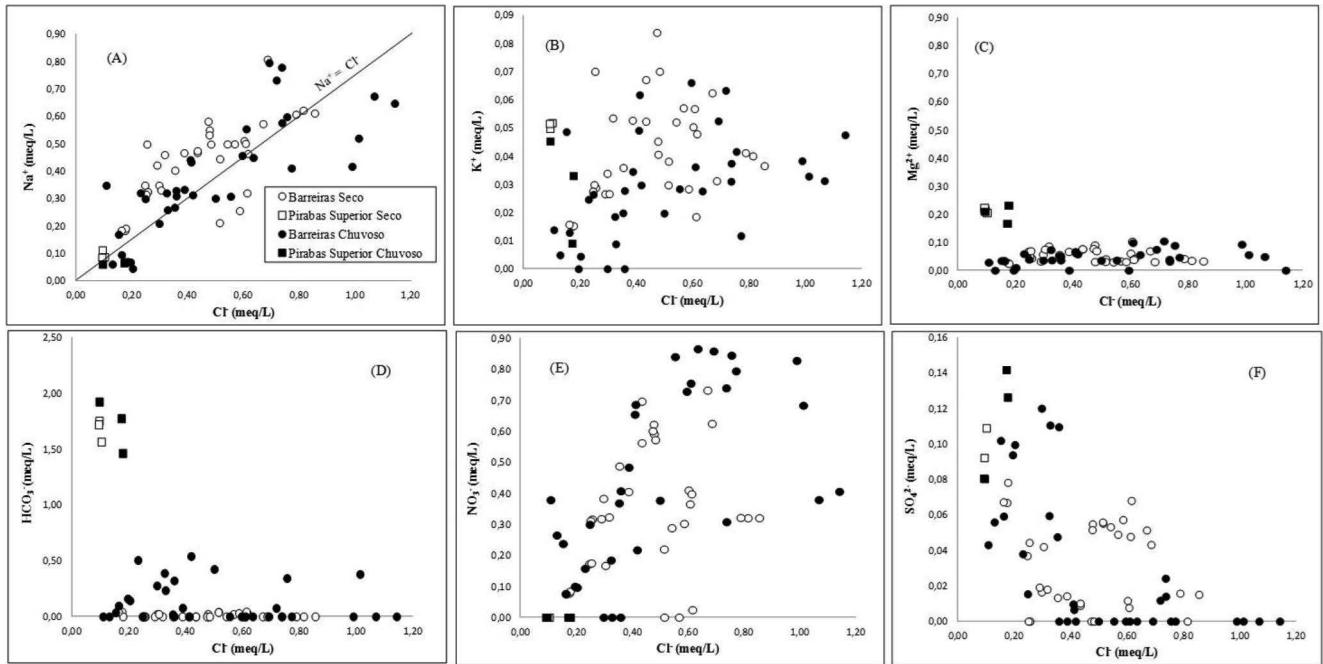 (A)
Na⁺ (meq/L)
0,90
0,80
0,70
0,60
0,50
0,40
0,30
0,20
0,10
0,00
Na⁺= Cl⁻
Barreiras Seco
Pirabas Superior Seco
Barreiras Chuvoso
Pirabas Superior Chuvoso
0,00 0,20 0,40 0,60 0,80 1,00 1,20
Cl⁻ (meq/L)
(B)
K⁺ (meq/L)
0,09
0,08
0,07
0,06
0,05
0,04
0,03
0,02
0,01
0,00
0,00 0,20 0,40 0,60 0,80 1,00 1,20
Cl⁻ (meq/L)
(C)
Mg²⁺ (meq/L)
0,90
0,80
0,70
0,60
0,50
0,40
0,30
0,20
0,10
0,00
0,00 0,20 0,40 0,60 0,80 1,00 1,20
Cl⁻ (meq/L)
(D)
HCO₃⁻ (meq/L)
2,50
2,00
1,50
1,00
0,50
0,00
0,00 0,20 0,40 0,60 0,80 1,00 1,20
Cl⁻ (meq/L)
(E)
NO₃⁻ (meq/L)
0,90
0,80
0,70
0,60
0,50
0,40
0,30
0,20
0,10
0,00
0,00 0,20 0,40 0,60 0,80 1,00 1,20
Cl⁻ (meq/L)
(F)
SO₄²⁻ (meq/L)
0,16
0,14
0,12
0,10
0,08
0,06
0,04
0,02
0,00
0,00 0,20 0,40 0,60 0,80 1,00 1,20
Cl⁻ (meq/L)